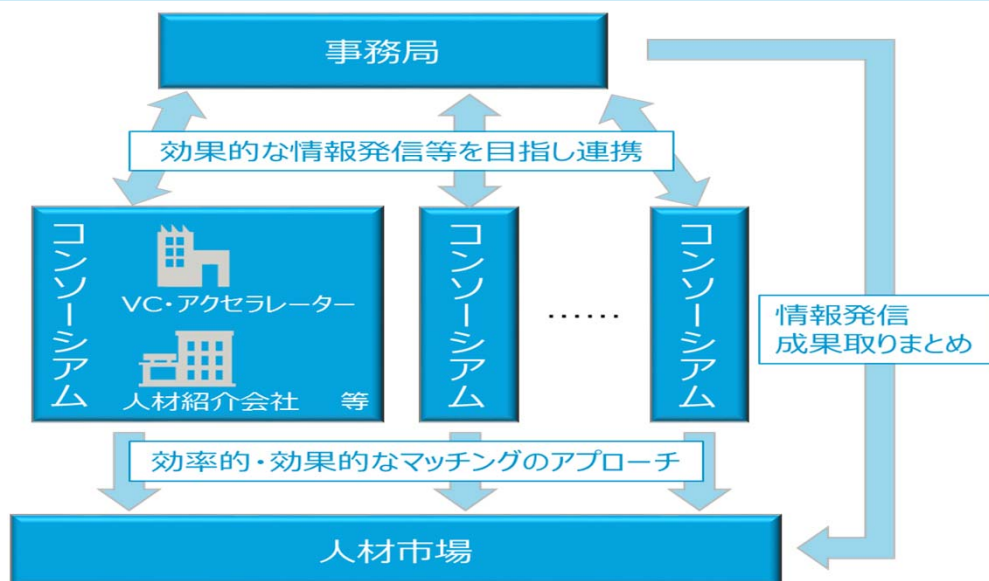 事務局
効果的な情報発信等を目指し連携
コンソーシアム
VC・アクセラレーター
人材紹介会社　等
コンソーシアム
……
コンソーシアム
情報発信
成果取りまとめ
効率的・効果的なマッチングのアプローチ
人材市場